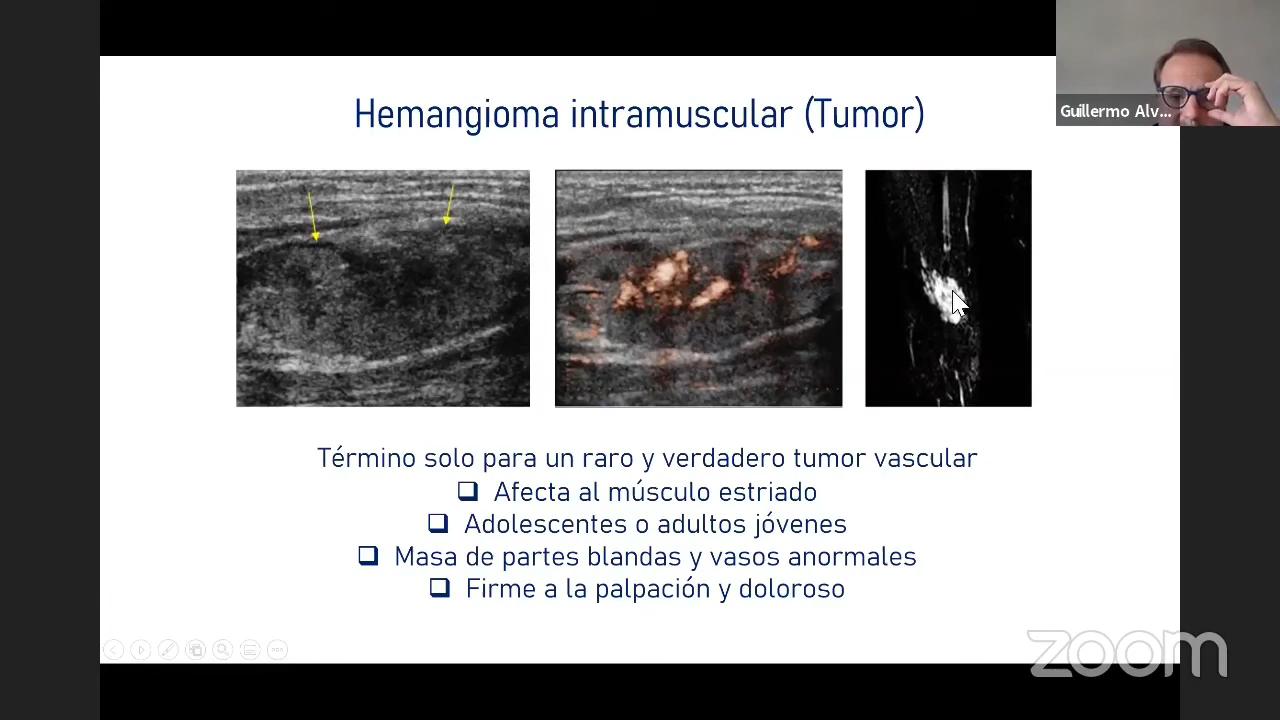 Hemangioma intramuscular (Tumor)
Guillermo Alv...
Término solo para un raro y verdadero tumor vascular
Afecta al músculo estriado
Adolescentes o adultos jóvenes
Masa de partes blandas y vasos anormales
Firme a la palpación y doloroso
zoom